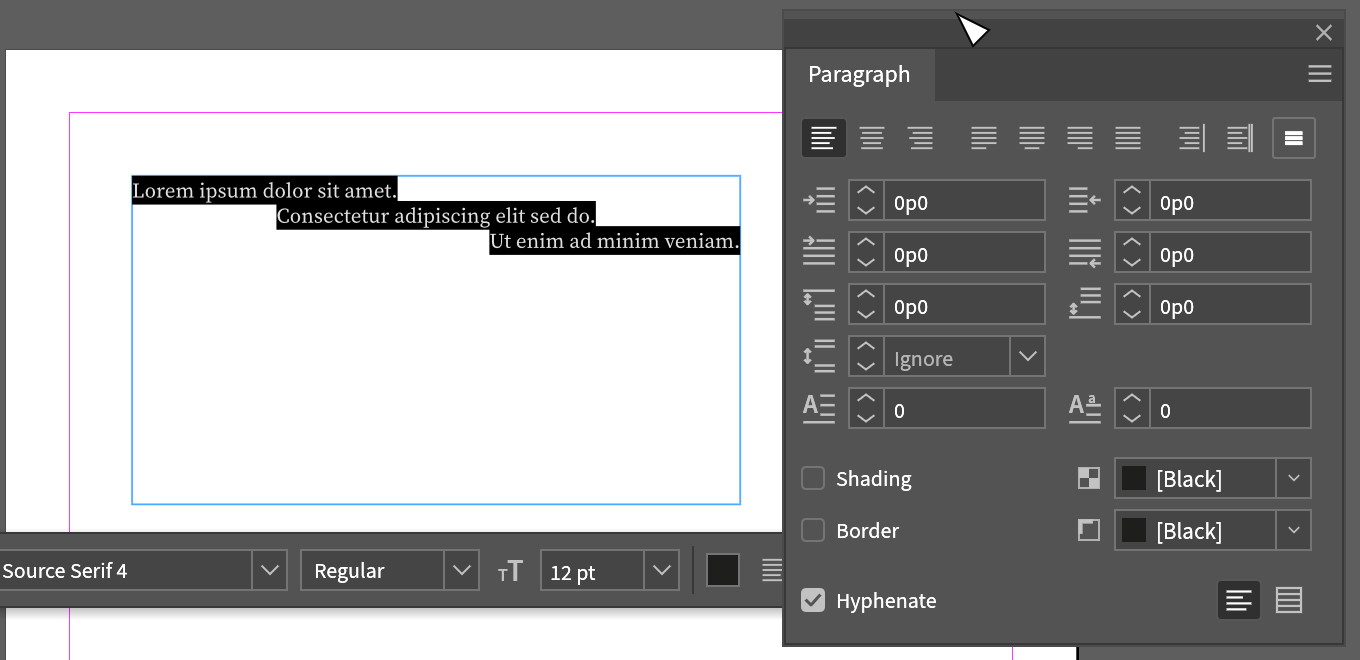 Paragraph
Lorem ipsum dolor sit amet.
Consectetur adipiscing elit sed do.
Ut enim ad minim veniam.
0p0 0p0
0p0 0p0
0p0 0p0
Ignore
0 0
Shading [Black]
Border [Black]
Source Serif 4 Regular 12 pt
Hyphenate